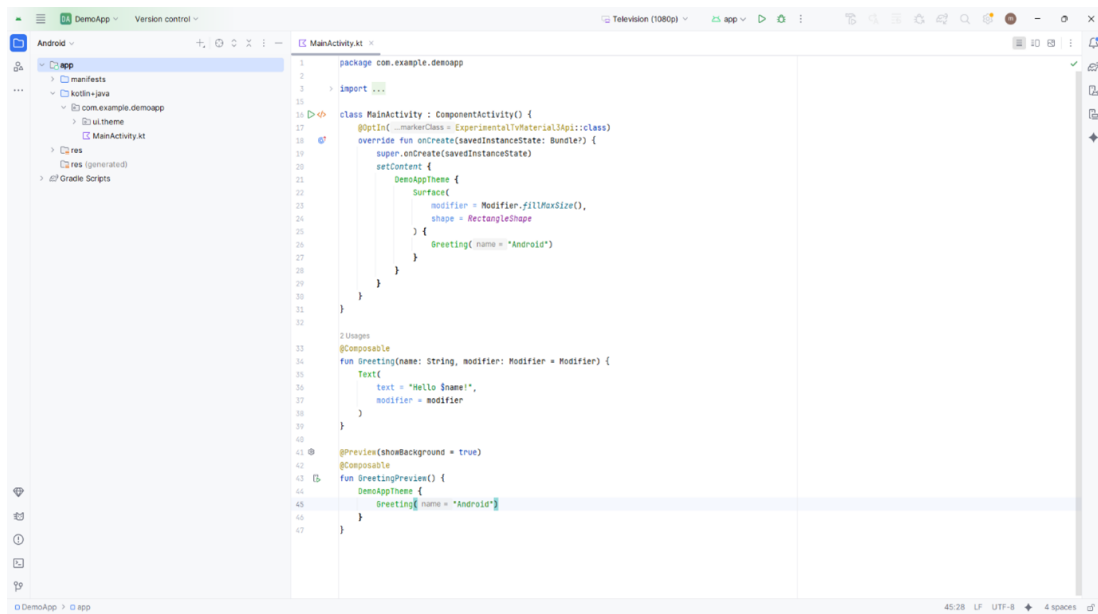 DA DemoApp Version control Television (1080p) app
Android
MainActivity.kt
app
manifests
kotlin+java
com.example.demoapp
ui.theme
MainActivity.kt
res
res (generated)
Gradle Scripts
1 package com.example.demoapp
2
3 import ...
15
16 class MainActivity : ComponentActivity() {
17 @OptIn( ...markerClass = ExperimentalTvMaterial3Api::class)
18 override fun onCreate(savedInstanceState: Bundle?) {
19 super.onCreate(savedInstanceState)
20 setContent {
21 DemoAppTheme {
22 Surface(
23 modifier = Modifier.fillMaxSize(),
24 shape = RectangleShape
25 ) {
26 Greeting( name = "Android")
27 }
28 }
29 }
30 }
31 }
32
2 Usages
33 @Composable
34 fun Greeting(name: String, modifier: Modifier = Modifier) {
35 Text(
36 text = "Hello $name!",
37 modifier = modifier
38 )
39 }
40
41 @Preview(showBackground = true)
42 @Composable
43 fun GreetingPreview() {
44 DemoAppTheme {
45 Greeting( name = "Android")
46 }
47 }
DemoApp > app 45:28 LF UTF-8 4 spaces